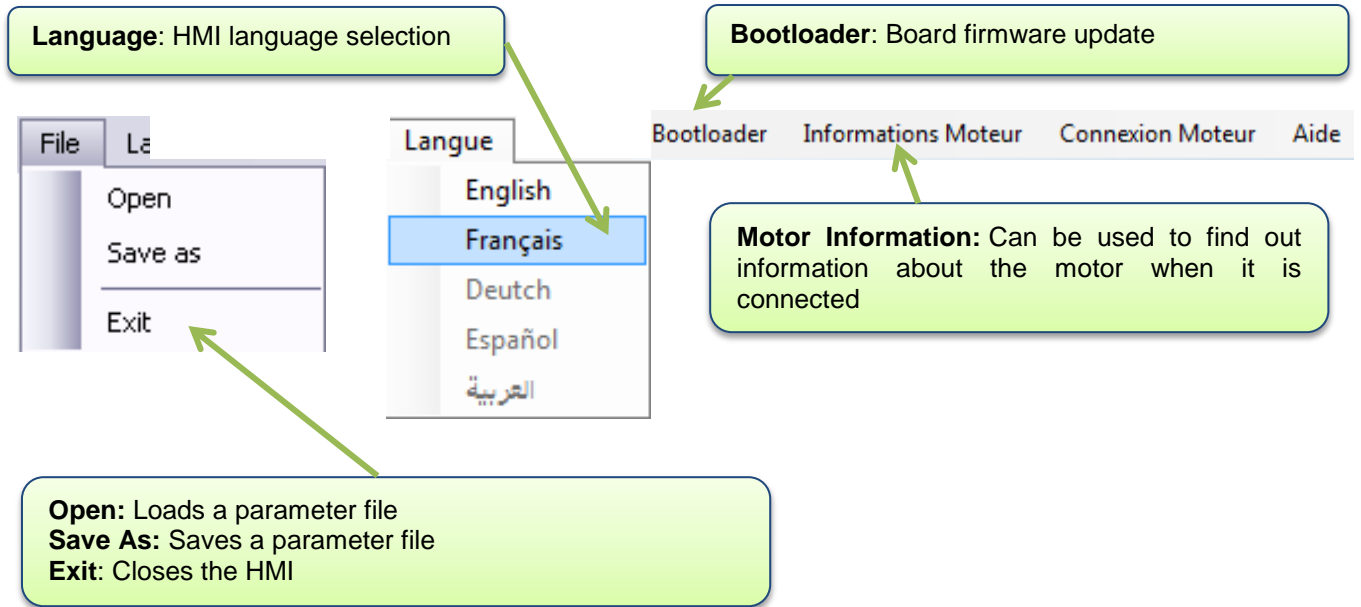 Language: HMI language selection
Bootloader: Board firmware update
File
Langue
Bootloader Informations Moteur Connexion Moteur Aide
Open
Save as
Exit
English
Français
Deutch
Español
العربية
Motor Information: Can be used to find out
information about the motor when it is
connected
Open: Loads a parameter file
Save As: Saves a parameter file
Exit: Closes the HMI